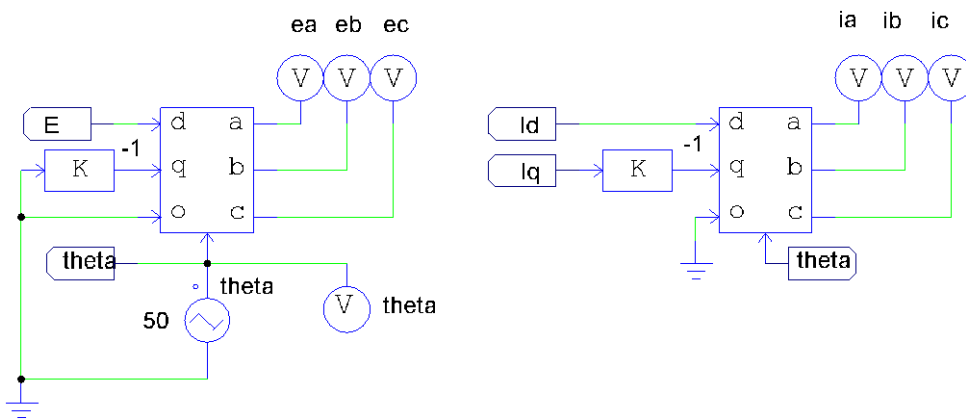 ea eb ec
V V V
E
d a
-1
K
q b
o c
theta
theta
50
V
theta
ia ib ic
V V V
Id
d a
-1
Iq
K
q b
o c
theta